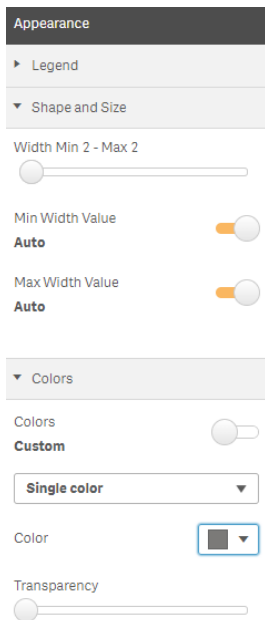 Appearance
Legend
Shape and Size
Width Min 2 - Max 2
Min Width Value
Auto
Max Width Value
Auto
Colors
Colors
Custom
Single color
Color
Transparency